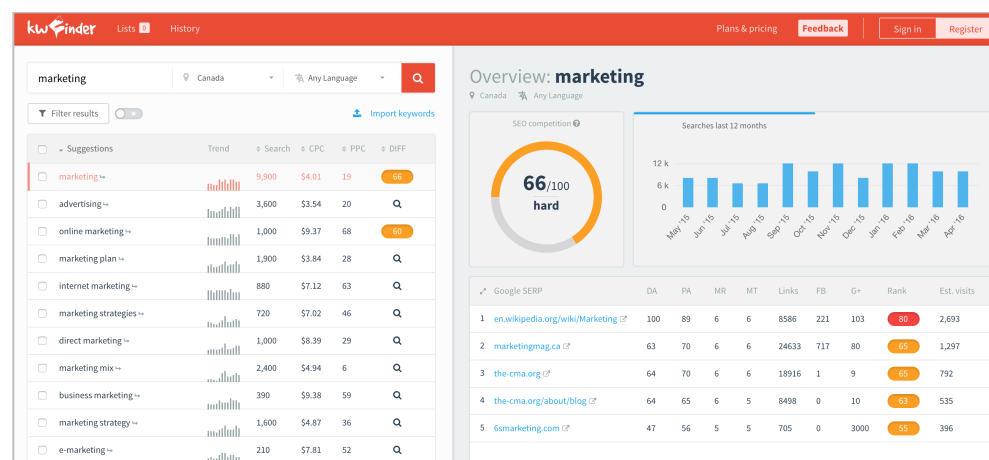 kwfinder Lists 0 History Plans & pricing Feedback Sign in Register
marketing Canada Any Language
Filter results Import keywords
Suggestions Trend Search CPC PPC DIFF
marketing 9,900 $4.01 19 66
advertising 3,600 $3.54 20
online marketing 1,000 $9.37 68 60
marketing plan 1,900 $3.84 28
internet marketing 880 $7.12 63
marketing strategies 720 $7.02 46
direct marketing 1,000 $8.39 29
marketing mix 2,400 $4.94 6
business marketing 390 $9.38 59
marketing strategy 1,600 $4.87 36
e-marketing 210 $7.81 52
Overview: marketing
Canada Any Language
SEO competition
66/100
hard
Searches last 12 months
12 k
6 k
0
May '15 Jun '15 Jul '15 Aug '15 Sep '15 Oct '15 Nov '15 Dec '15 Jan '16 Feb '16 Mar '16 Apr '16
Google SERP DA PA MR MT Links FB G+ Rank Est. visits
1 en.wikipedia.org/wiki/Marketing 100 89 6 6 8586 221 103 80 2,693
2 marketingmag.ca 63 70 6 6 24633 717 80 65 1,297
3 the-cma.org 64 70 6 6 18916 1 9 65 792
4 the-cma.org/about/blog 64 65 6 5 8498 0 10 63 535
5 6smarketing.com 47 56 5 5 705 0 3000 55 396